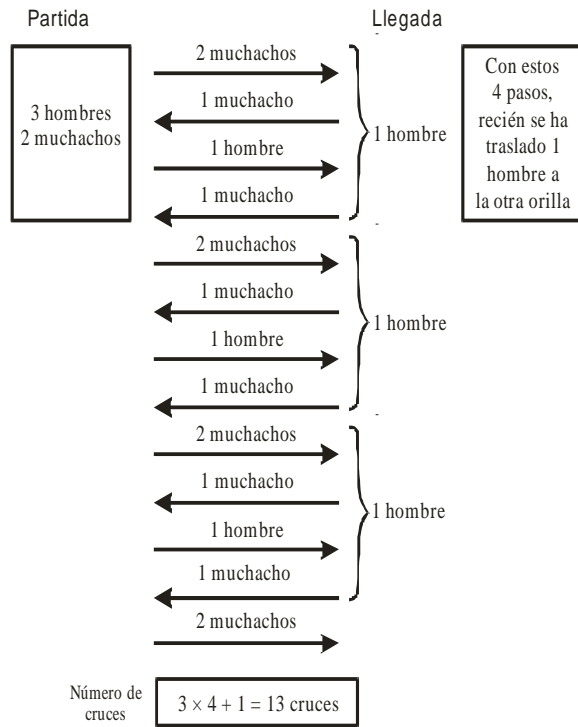 Partida
Llegada
3 hombres
2 muchachos
2 muchachos
1 muchacho
1 hombre
1 muchacho
1 hombre
Con estos
4 pasos,
recién se ha
traslado 1
hombre a
la otra orilla
2 muchachos
1 muchacho
1 hombre
1 muchacho
1 hombre
2 muchachos
1 muchacho
1 hombre
1 muchacho
1 hombre
2 muchachos
Número de
cruces
3 × 4 + 1 = 13 cruces